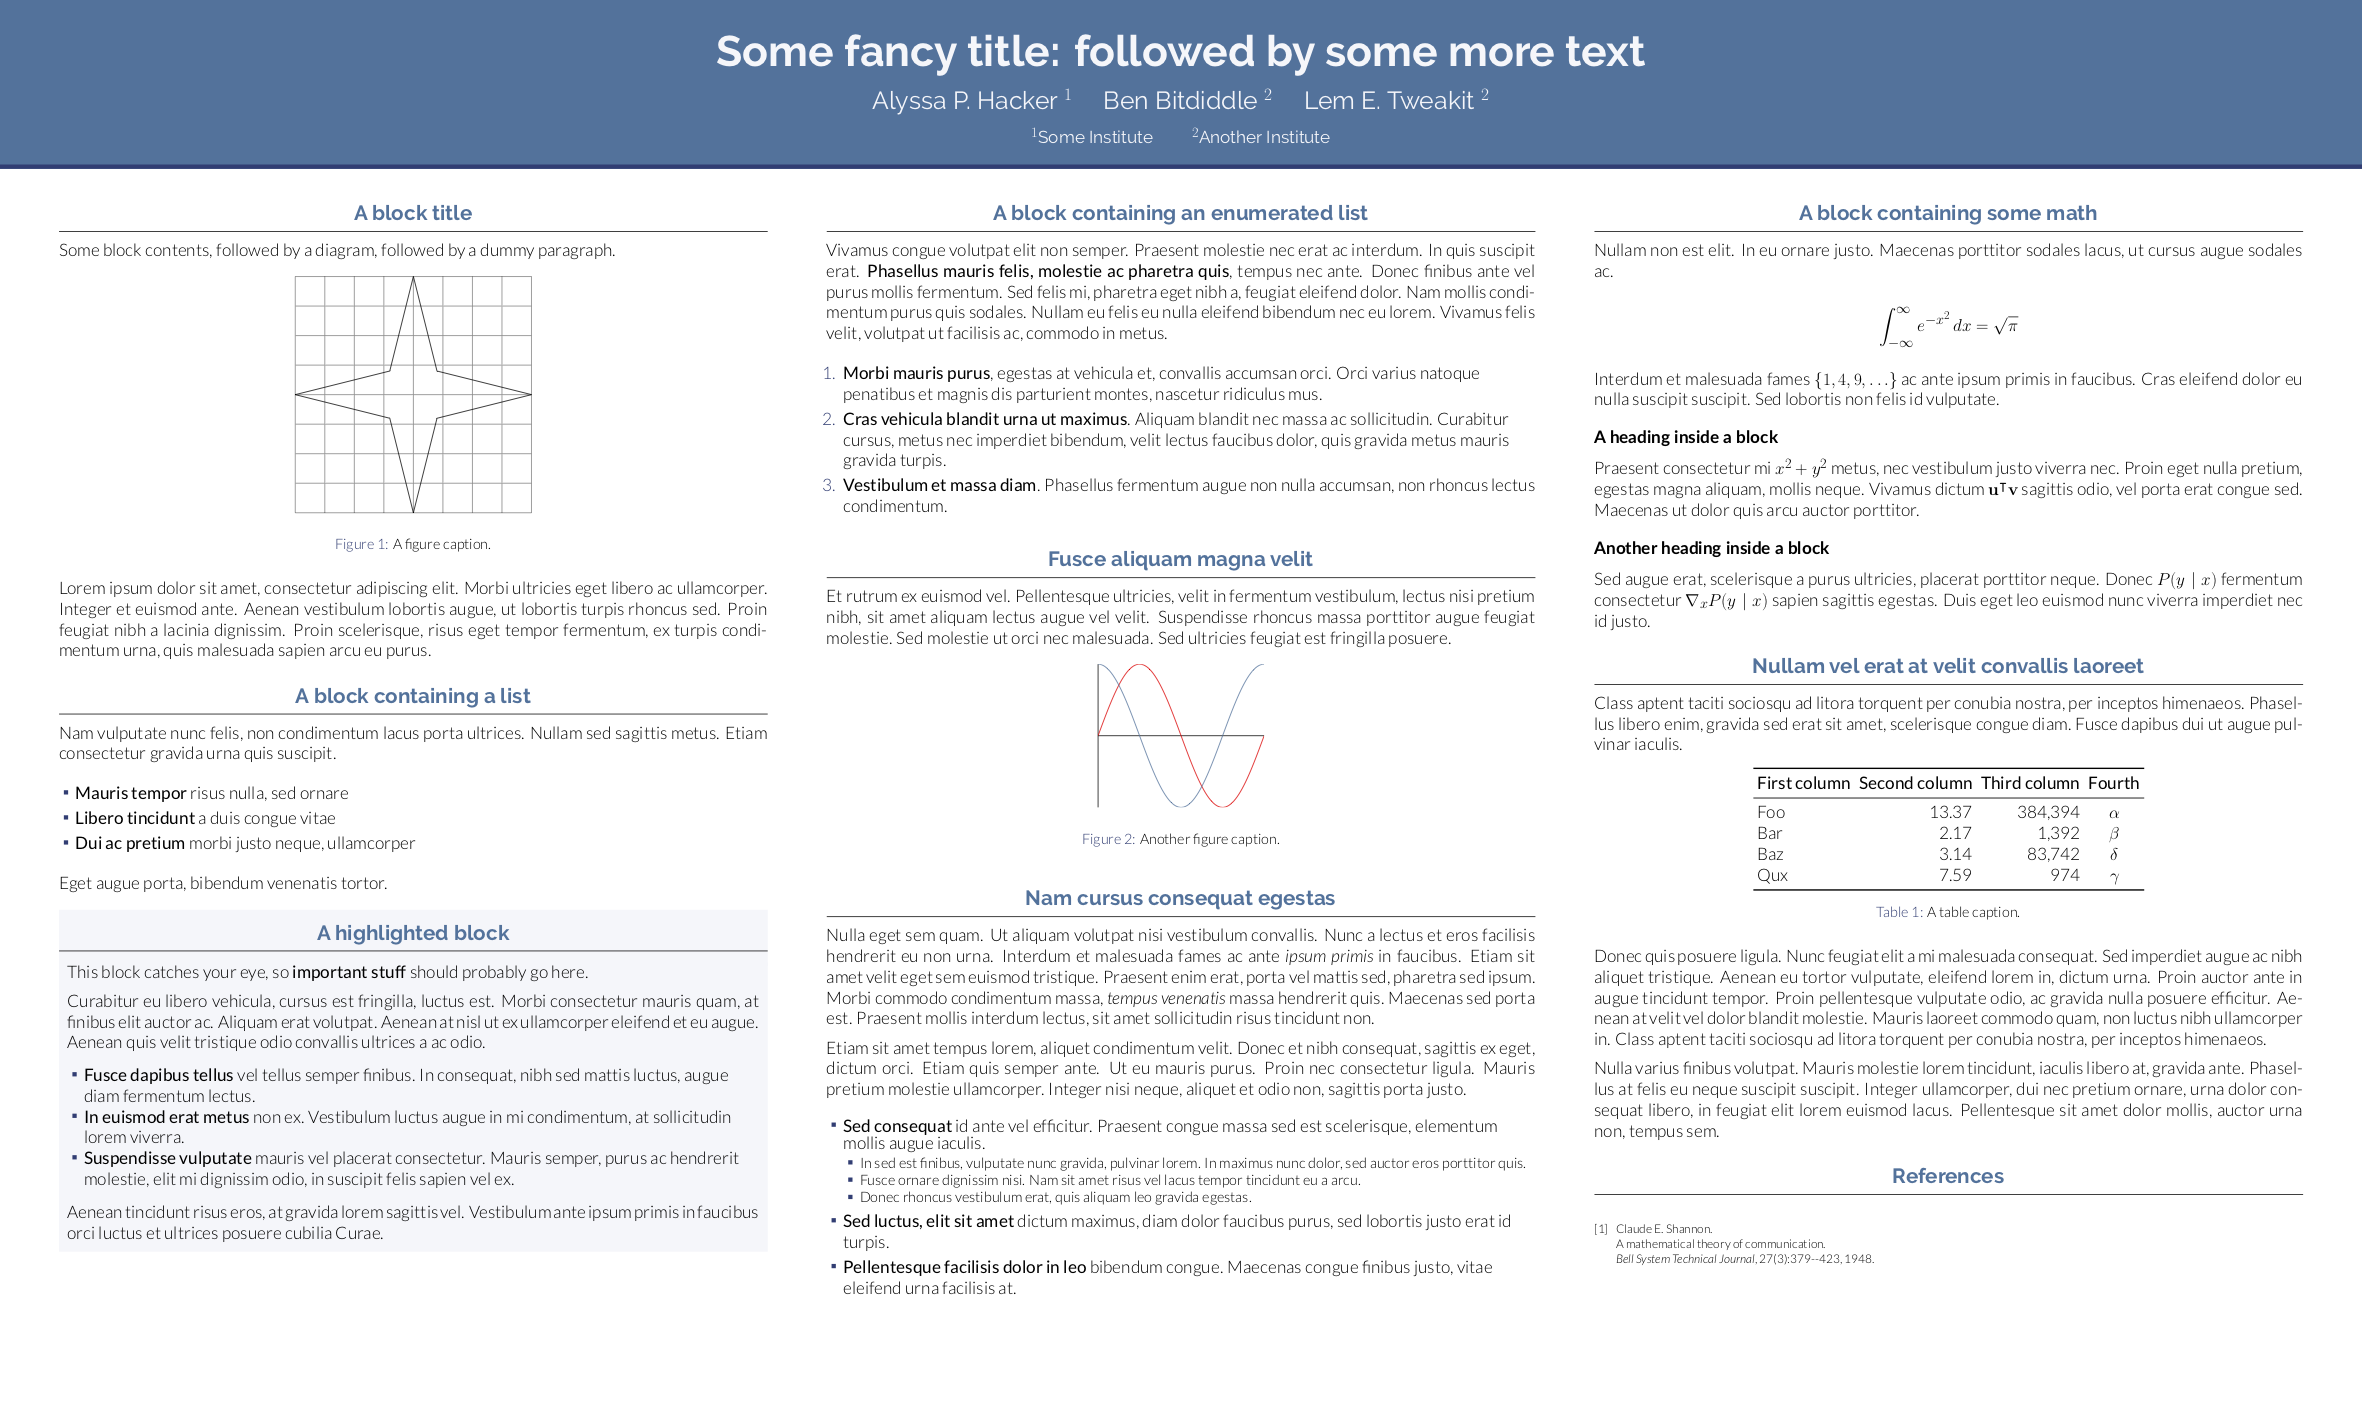 Some fancy title: followed by some more text
Alyssa P. Hacker ¹ Ben Bitdiddle ² Lem E. Tweakit ²
¹Some Institute ²Another Institute
A block title
Some block contents, followed by a diagram, followed by a dummy paragraph.
Figure 1: A figure caption.
Lorem ipsum dolor sit amet, consectetur adipiscing elit. Morbi ultricies eget libero ac ullamcorper.
Integer et euismod ante. Aenean vestibulum lobortis augue, ut lobortis turpis rhoncus sed. Proin
feugiat nibh a lacinia dignissim. Proin scelerisque, risus eget tempor fermentum, ex turpis condi-
mentum urna, quis malesuada sapien arcu eu purus.
A block containing a list
Nam vulputate nunc felis, non condimentum lacus porta ultrices. Nullam sed sagittis metus. Etiam
consectetur gravida urna quis suscipit.
▪ Mauris tempor risus nulla, sed ornare
▪ Libero tincidunt a duis congue vitae
▪ Dui ac pretium morbi justo neque, ullamcorper
Eget augue porta, bibendum venenatis tortor.
A highlighted block
This block catches your eye, so important stuff should probably go here.
Curabitur eu libero vehicula, cursus est fringilla, luctus est. Morbi consectetur mauris quam, at
finibus elit auctor ac. Aliquam erat volutpat. Aenean at nisl ut ex ullamcorper eleifend et eu augue.
Aenean quis velit tristique odio convallis ultrices a ac odio.
▪ Fusce dapibus tellus vel tellus semper finibus. In consequat, nibh sed mattis luctus, augue
diam fermentum lectus.
▪ In euismod erat metus non ex. Vestibulum luctus augue in mi condimentum, at sollicitudin
lorem viverra.
▪ Suspendisse vulputate mauris vel placerat consectetur. Mauris semper, purus ac hendrerit
molestie, elit mi dignissim odio, in suscipit felis sapien vel ex.
Aenean tincidunt risus eros, at gravida lorem sagittis vel. Vestibulum ante ipsum primis in faucibus
orci luctus et ultrices posuere cubilia Curae.
A block containing an enumerated list
Vivamus congue volutpat elit non semper. Praesent molestie nec erat ac interdum. In quis suscipit
erat. Phasellus mauris felis, molestie ac pharetra quis, tempus nec ante. Donec finibus ante vel
purus mollis fermentum. Sed felis mi, pharetra eget nibh a, feugiat eleifend dolor. Nam mollis condi-
mentum purus quis sodales. Nullam eu felis eu nulla eleifend bibendum nec eu lorem. Vivamus felis
velit, volutpat ut facilisis ac, commodo in metus.
1. Morbi mauris purus, egestas at vehicula et, convallis accumsan orci. Orci varius natoque
penatibus et magnis dis parturient montes, nascetur ridiculus mus.
2. Cras vehicula blandit urna ut maximus. Aliquam blandit nec massa ac sollicitudin. Curabitur
cursus, metus nec imperdiet bibendum, velit lectus faucibus dolor, quis gravida metus mauris
gravida turpis.
3. Vestibulum et massa diam. Phasellus fermentum augue non nulla accumsan, non rhoncus lectus
condimentum.
Fusce aliquam magna velit
Et rutrum ex euismod vel. Pellentesque ultricies, velit in fermentum vestibulum, lectus nisi pretium
nibh, sit amet aliquam lectus augue vel velit. Suspendisse rhoncus massa porttitor augue feugiat
molestie. Sed molestie ut orci nec malesuada. Sed ultricies feugiat est fringilla posuere.
Figure 2: Another figure caption.
Nam cursus consequat egestas
Nulla eget sem quam. Ut aliquam volutpat nisi vestibulum convallis. Nunc a lectus et eros facilisis
hendrerit eu non urna. Interdum et malesuada fames ac ante ipsum primis in faucibus. Etiam sit
amet velit eget sem euismod tristique. Praesent enim erat, porta vel mattis sed, pharetra sed ipsum.
Morbi commodo condimentum massa, tempus venenatis massa hendrerit quis. Maecenas sed porta
est. Praesent mollis interdum lectus, sit amet sollicitudin risus tincidunt non.
Etiam sit amet tempus lorem, aliquet condimentum velit. Donec et nibh consequat, sagittis ex eget,
dictum orci. Etiam quis semper ante. Ut eu mauris purus. Proin nec consectetur ligula. Mauris
pretium molestie ullamcorper. Integer nisi neque, aliquet et odio non, sagittis porta justo.
▪ Sed consequat id ante vel efficitur. Praesent congue massa sed est scelerisque, elementum
mollis augue iaculis.
▪ In sed est finibus, vulputate nunc gravida, pulvinar lorem. In maximus nunc dolor, sed auctor eros porttitor quis.
▪ Fusce ornare dignissim nisi. Nam sit amet risus vel lacus tempor tincidunt eu a arcu.
▪ Donec rhoncus vestibulum erat, quis aliquam leo gravida egestas.
▪ Sed luctus, elit sit amet dictum maximus, diam dolor faucibus purus, sed lobortis justo erat id
turpis.
▪ Pellentesque facilisis dolor in leo bibendum congue. Maecenas congue finibus justo, vitae
eleifend urna facilisis at.
A block containing some math
Nullam non est elit. In eu ornare justo. Maecenas porttitor sodales lacus, ut cursus augue sodales
ac.
∫_{−∞}^{∞} e^{−x²} dx = √π
Interdum et malesuada fames {1, 4, 9, . . .} ac ante ipsum primis in faucibus. Cras eleifend dolor eu
nulla suscipit suscipit. Sed lobortis non felis id vulputate.
A heading inside a block
Praesent consectetur mi x² + y² metus, nec vestibulum justo viverra nec. Proin eget nulla pretium,
egestas magna aliquam, mollis neque. Vivamus dictum u⊺v sagittis odio, vel porta erat congue sed.
Maecenas ut dolor quis arcu auctor porttitor.
Another heading inside a block
Sed augue erat, scelerisque a purus ultricies, placerat porttitor neque. Donec P(y | x) fermentum
consectetur ∇ₓP(y | x) sapien sagittis egestas. Duis eget leo euismod nunc viverra imperdiet nec
id justo.
Nullam vel erat at velit convallis laoreet
Class aptent taciti sociosqu ad litora torquent per conubia nostra, per inceptos himenaeos. Phasel-
lus libero enim, gravida sed erat sit amet, scelerisque congue diam. Fusce dapibus dui ut augue pul-
vinar iaculis.
First column Second column Third column Fourth
Foo 13.37 384,394 α
Bar 2.17 1,392 β
Baz 3.14 83,742 δ
Qux 7.59 974 γ
Table 1: A table caption.
Donec quis posuere ligula. Nunc feugiat elit a mi malesuada consequat. Sed imperdiet augue ac nibh
aliquet tristique. Aenean eu tortor vulputate, eleifend lorem in, dictum urna. Proin auctor ante in
augue tincidunt tempor. Proin pellentesque vulputate odio, ac gravida nulla posuere efficitur. Ae-
nean at velit vel dolor blandit molestie. Mauris laoreet commodo quam, non luctus nibh ullamcorper
in. Class aptent taciti sociosqu ad litora torquent per conubia nostra, per inceptos himenaeos.
Nulla varius finibus volutpat. Mauris molestie lorem tincidunt, iaculis libero at, gravida ante. Phasel-
lus at felis eu neque suscipit suscipit. Integer ullamcorper, dui nec pretium ornare, urna dolor con-
sequat libero, in feugiat elit lorem euismod lacus. Pellentesque sit amet dolor mollis, auctor urna
non, tempus sem.
References
[1] Claude E. Shannon.
A mathematical theory of communication.
Bell System Technical Journal, 27(3):379--423, 1948.